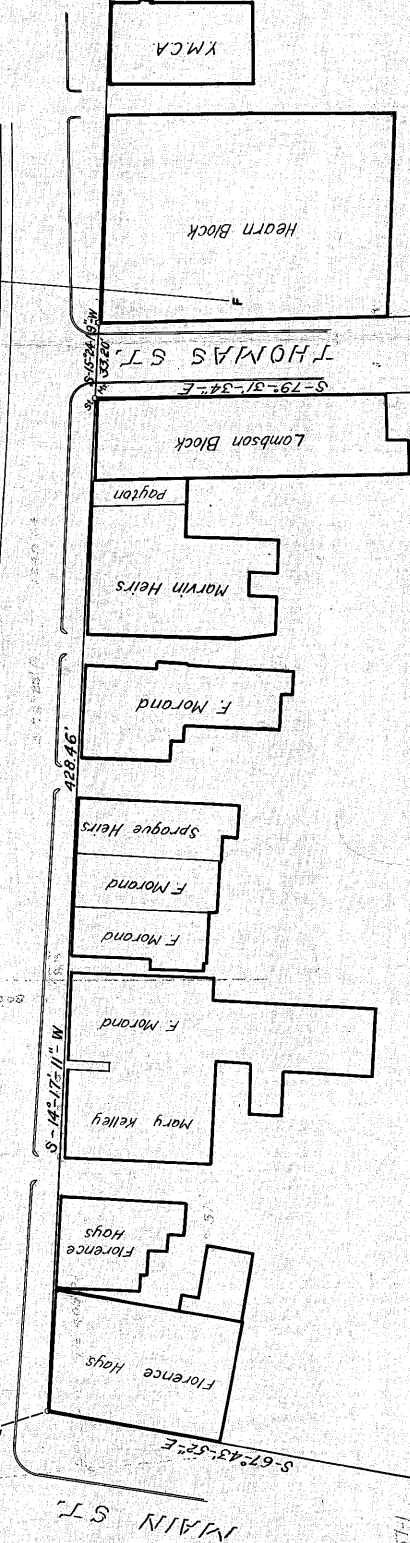 MAIN ST.
S-67°-43'-52"-E
Florence Hays
Florence
Hays
Mary Kelley
S-14°-17'-11"-W
F. Morand
F. Morand
F. Morand
Sprague Heirs
428.46'
F. Morand
Marvin Heirs
Payton
Lambson Block
S-79°-31'-34"-E
THOMAS ST.
S-15°24'-19"-W
33.20'
F
Hearn Block
YMCA